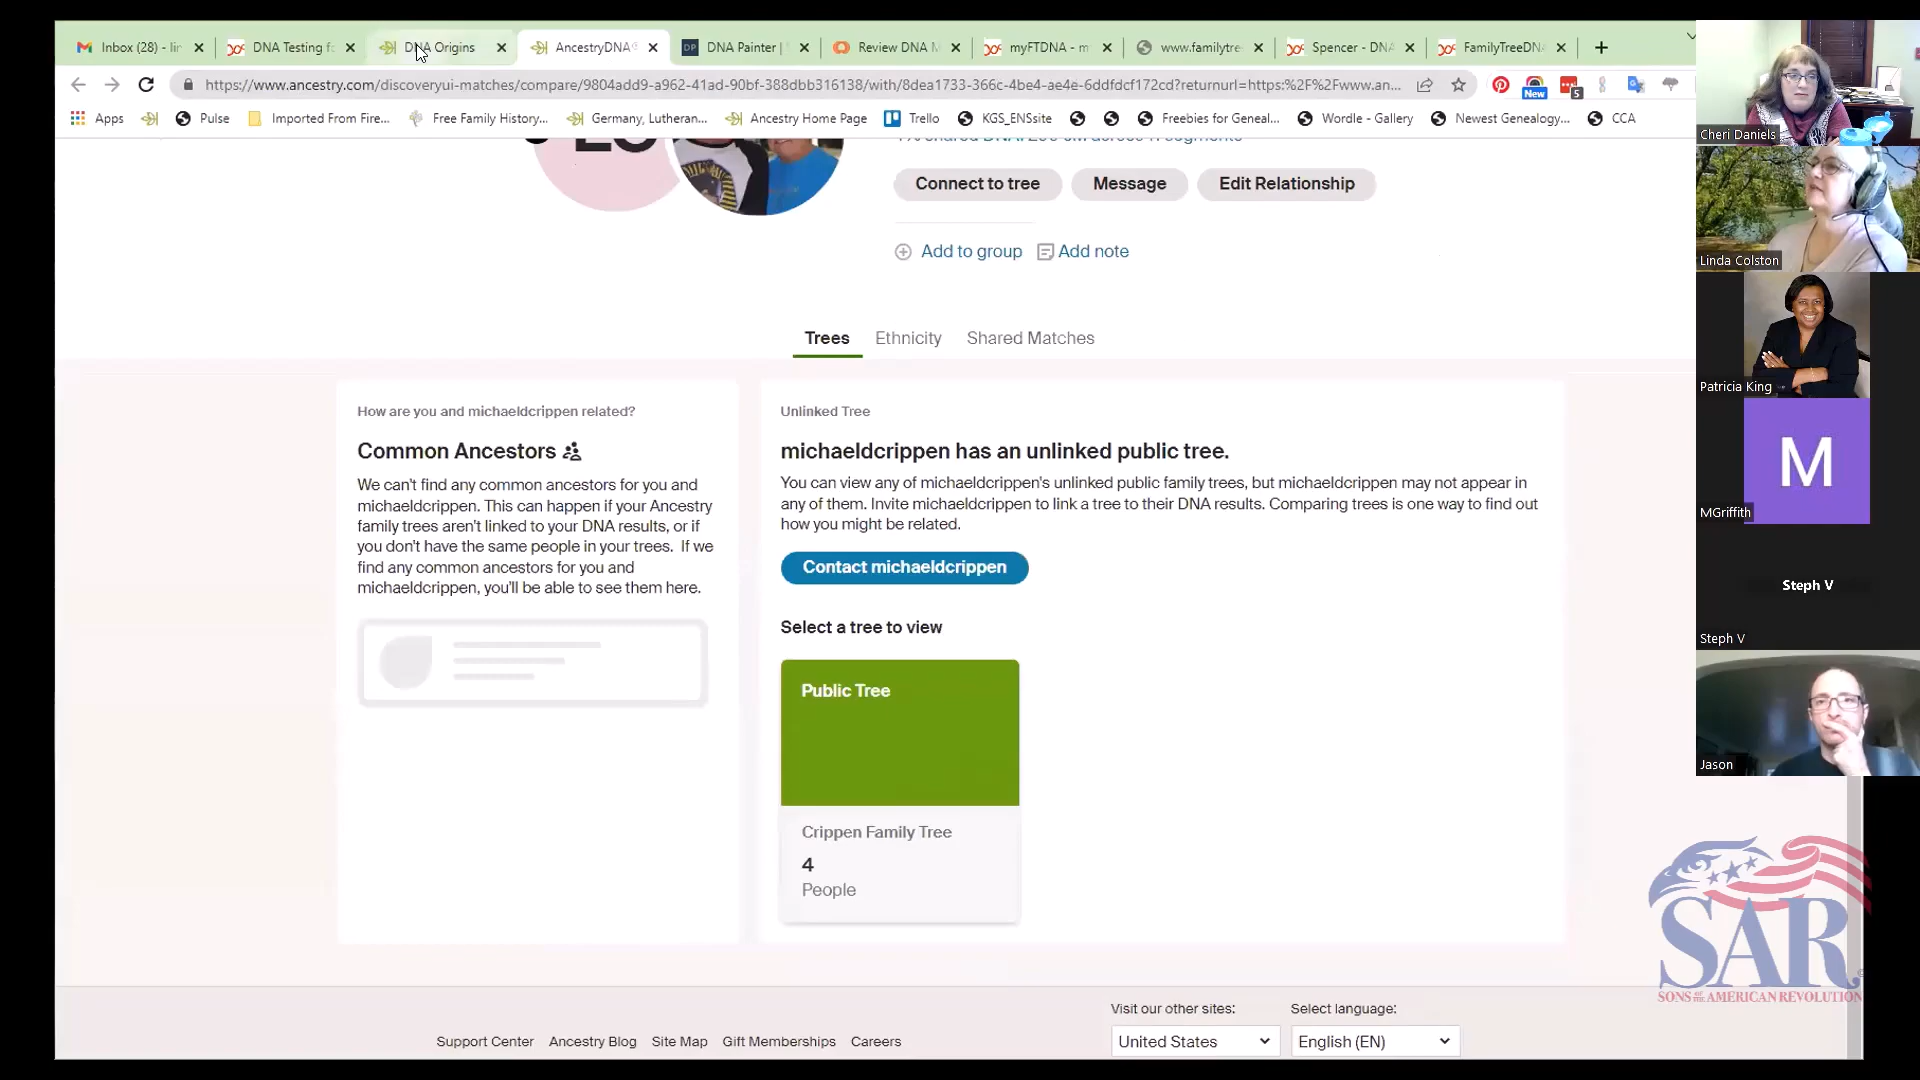 Inbox (28) - lin
DNA Testing f
DNA Origins
AncestryDNA
DNA Painter |
Review DNA M
myFTDNA - m
www.familytre
Spencer - DNA
FamilyTreeDN
https://www.ancestry.com/discoveryui-matches/compare/9804add9-a962-41ad-90bf-388dbb316138/with/8dea1733-366c-4be4-ae4e-6ddfdcf172cd?returnurl=https:%2F%2Fwww.an...
New
5
Apps
Pulse
Imported From Fire...
Free Family History...
Germany, Lutheran...
Ancestry Home Page
Trello
KGS_ENSsite
Freebies for Geneal...
Wordle - Gallery
Newest Genealogy...
CCA
Connect to tree
Message
Edit Relationship
Add to group
Add note
Trees
Ethnicity
Shared Matches
How are you and michaeldcrippen related?
Common Ancestors
We can't find any common ancestors for you and
michaeldcrippen. This can happen if your Ancestry
family trees aren't linked to your DNA results, or if
you don't have the same people in your trees. If we
find any common ancestors for you and
michaeldcrippen, you'll be able to see them here.
Unlinked Tree
michaeldcrippen has an unlinked public tree.
You can view any of michaeldcrippen's unlinked public family trees, but michaeldcrippen may not appear in
any of them. Invite michaeldcrippen to link a tree to their DNA results. Comparing trees is one way to find out
how you might be related.
Contact michaeldcrippen
Select a tree to view
Public Tree
Crippen Family Tree
4
People
Visit our other sites:
Select language:
Support Center
Ancestry Blog
Site Map
Gift Memberships
Careers
United States
English (EN)
Cheri Daniels
Linda Colston
Patricia King
M
MGriffith
Steph V
Steph V
Jason
SAR
SONS OF THE AMERICAN REVOLUTION